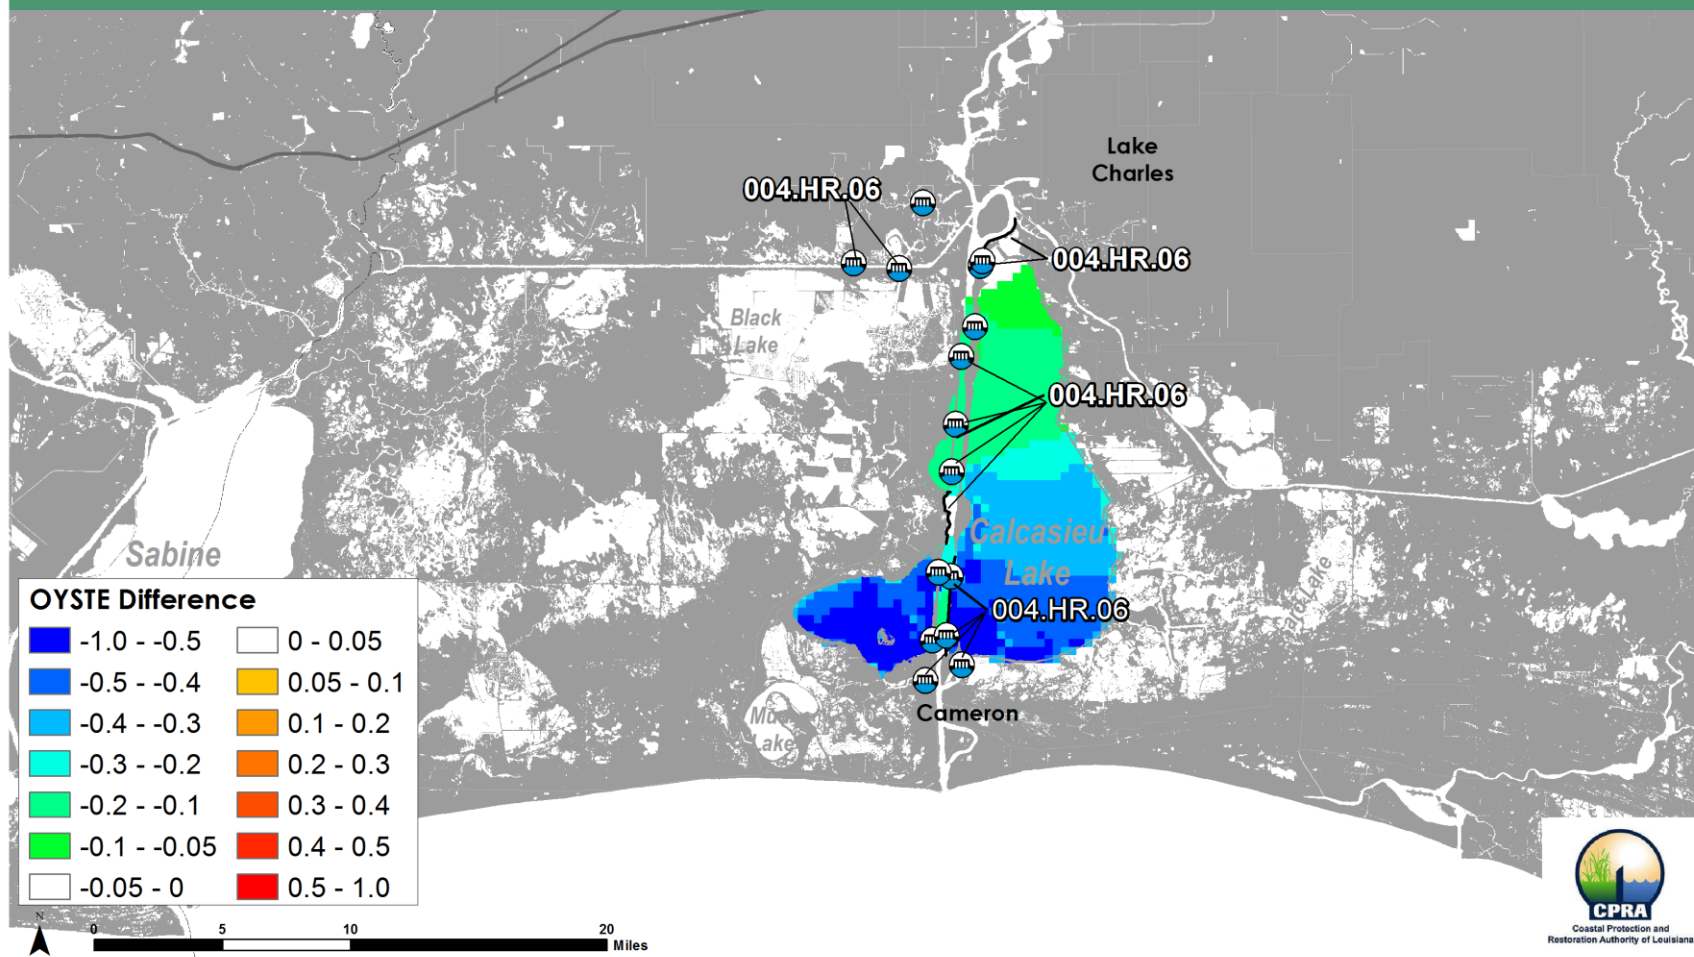 Lake
Charles
004.HR.06
004.HR.06
Black
Lake
004.HR.06
Calcasieu
Lake
Sabine
004.HR.06
Cameron
Lake
OYSTE Difference
-1.0 - -0.5
-0.5 - -0.4
-0.4 - -0.3
-0.3 - -0.2
-0.2 - -0.1
-0.1 - -0.05
-0.05 - 0
0 - 0.05
0.05 - 0.1
0.1 - 0.2
0.2 - 0.3
0.3 - 0.4
0.4 - 0.5
0.5 - 1.0
N
0 5 10 20
Miles
CPRA
Coastal Protection and
Restoration Authority of Louisiana